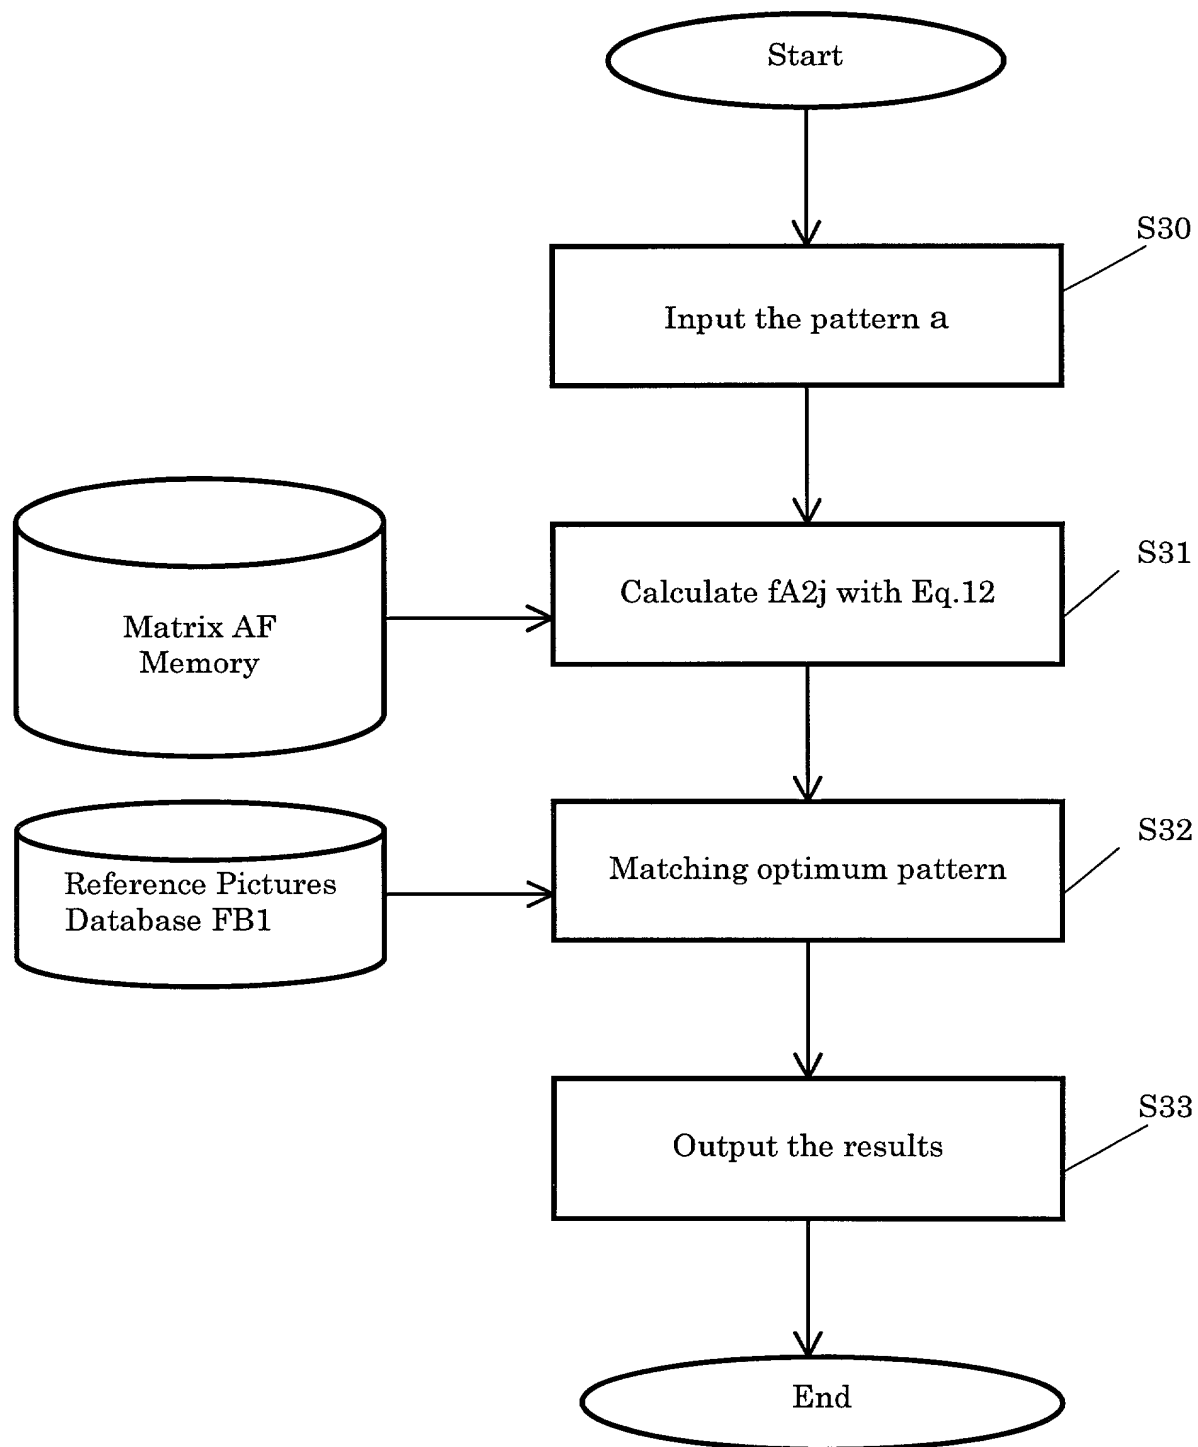 Start
S30
Input the pattern a
S31
Calculate fA2j with Eq.12
Matrix AF
Memory
S32
Matching optimum pattern
Reference Pictures
Database FB1
S33
Output the results
End